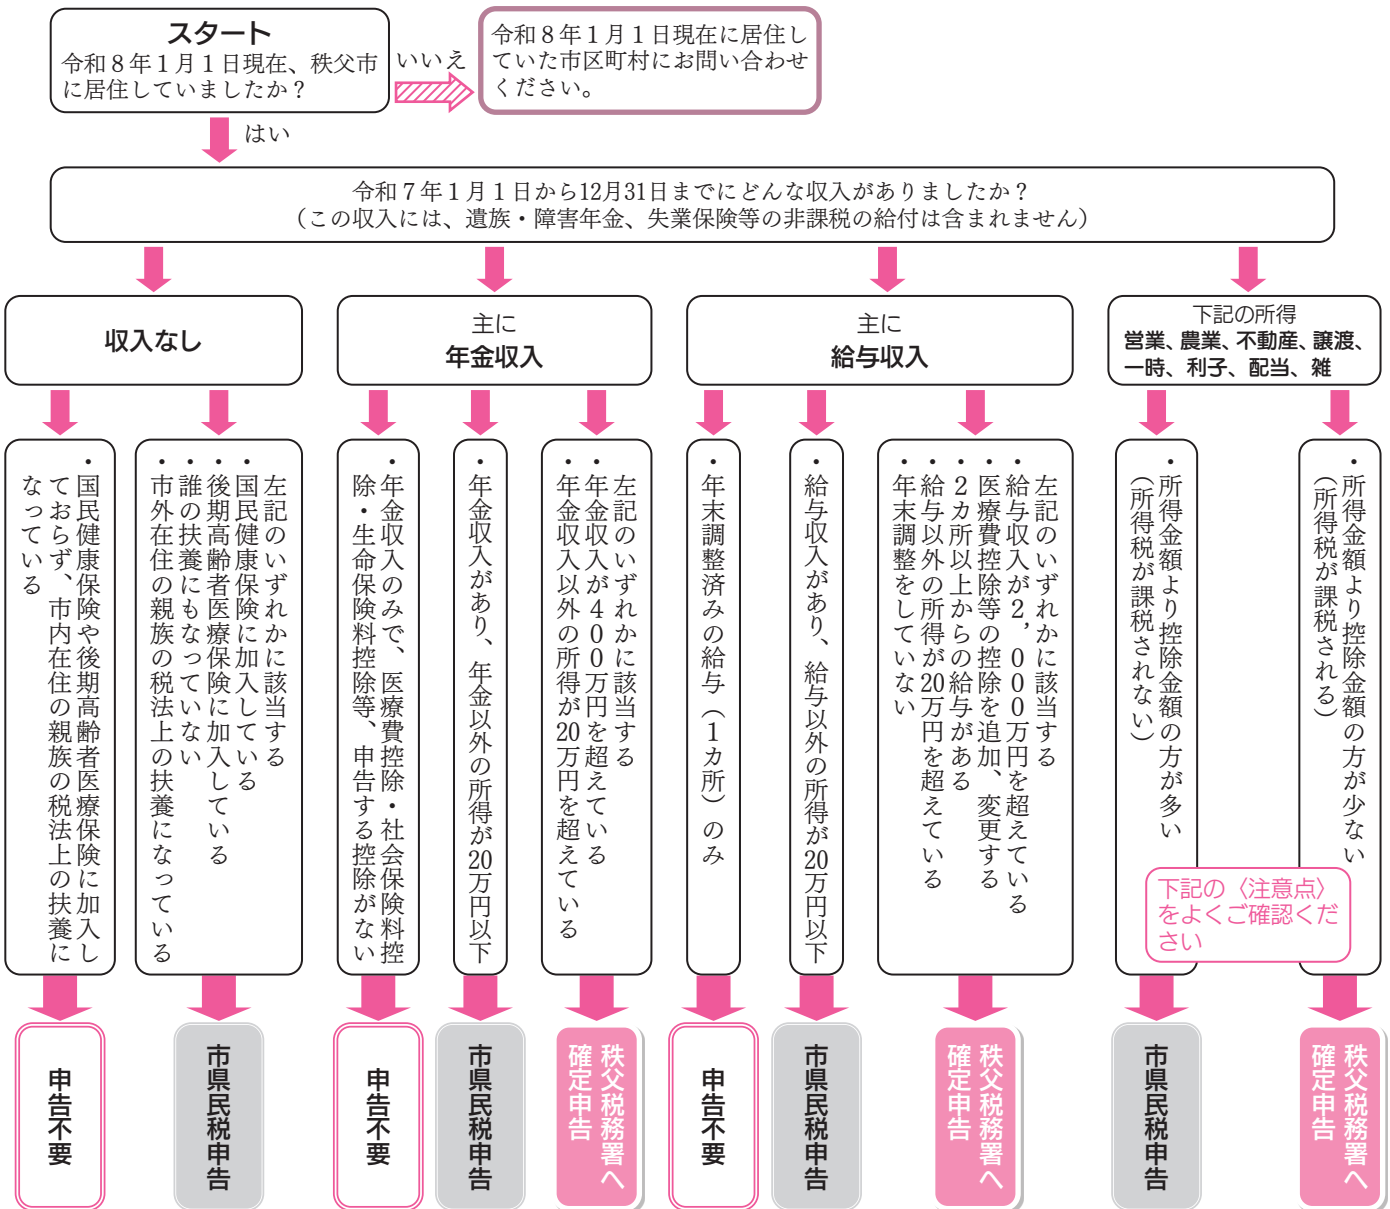 スタート
令和８年１月１日現在、秩父市
に居住していましたか？
いいえ
令和８年１月１日現在に居住し
ていた市区町村にお問い合わせ
ください。
はい
令和７年１月１日から12月31日までにどんな収入がありましたか？
（この収入には、遺族・障害年金、失業保険等の非課税の給付は含まれません）
収入なし
主に
年金収入
主に
給与収入
下記の所得
営業、農業、不動産、譲渡、
一時、利子、配当、雑
・国民健康保険や後期高齢者医療保険に加入し
ておらず、市内在住の親族の税法上の扶養に
なっている
左記のいずれかに該当する
・国民健康保険に加入している
・後期高齢者医療保険に加入している
・誰の扶養にもなっていない
・市外在住の親族の税法上の扶養になっている
・年金収入のみで、医療費控除・社会保険料控
除・生命保険料控除等、申告する控除がない
・年金収入があり、年金以外の所得が20万円以下
左記のいずれかに該当する
・年金収入が４００万円を超えている
・年金収入以外の所得が20万円を超えている
・年末調整済みの給与（１カ所）のみ
・給与収入があり、給与以外の所得が20万円以下
左記のいずれかに該当する
・給与収入が２，０００万円を超えている
・医療費控除等の控除を追加、変更する
・２カ所以上からの給与がある
・給与以外の所得が20万円を超えている
・年末調整をしていない
・所得金額より控除金額の方が多い
（所得税が課税されない）
・所得金額より控除金額の方が少ない
（所得税が課税される）
下記の〈注意点〉
をよくご確認くだ
さい
申告不要
市県民税申告
申告不要
市県民税申告
秩父税務署へ
確定申告
申告不要
市県民税申告
秩父税務署へ
確定申告
市県民税申告
秩父税務署へ
確定申告